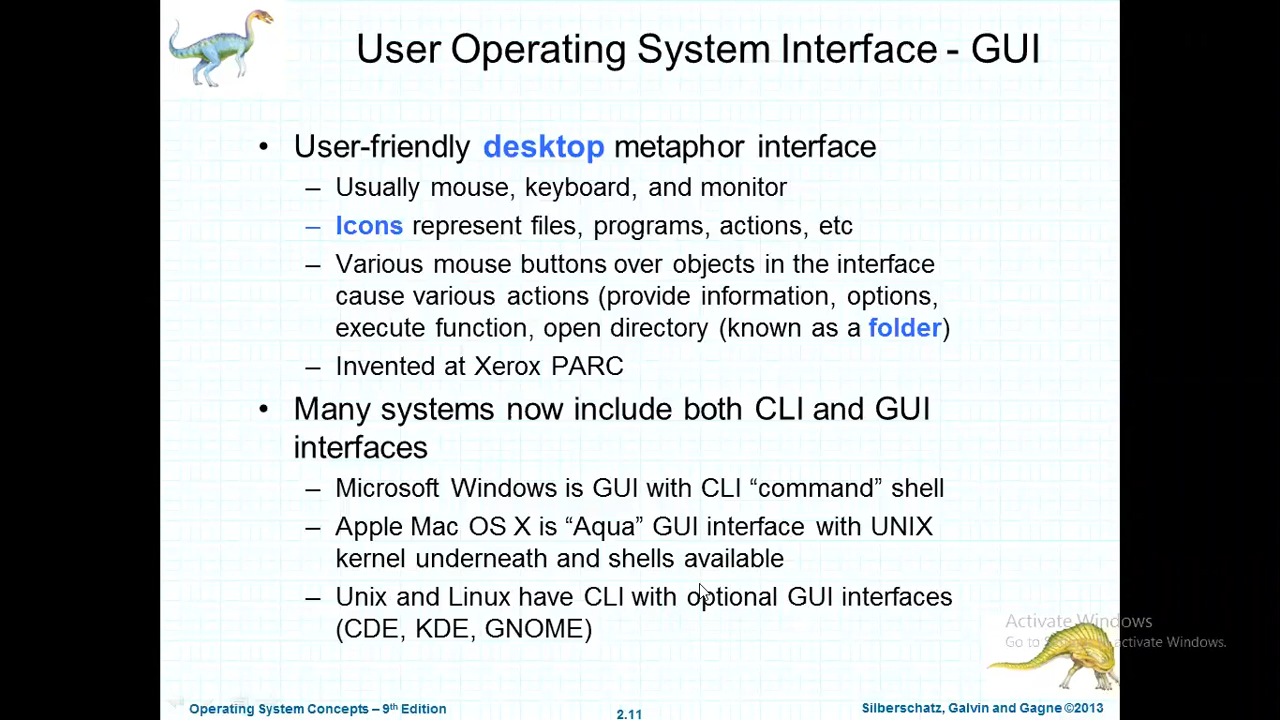 User Operating System Interface - GUI
• User-friendly desktop metaphor interface
– Usually mouse, keyboard, and monitor
– Icons represent files, programs, actions, etc
– Various mouse buttons over objects in the interface
cause various actions (provide information, options,
execute function, open directory (known as a folder)
– Invented at Xerox PARC
• Many systems now include both CLI and GUI
interfaces
– Microsoft Windows is GUI with CLI “command” shell
– Apple Mac OS X is “Aqua” GUI interface with UNIX
kernel underneath and shells available
– Unix and Linux have CLI with optional GUI interfaces
(CDE, KDE, GNOME)
Activate Windows
Go to activate Windows.
Operating System Concepts – 9th Edition
2.11
Silberschatz, Galvin and Gagne ©2013